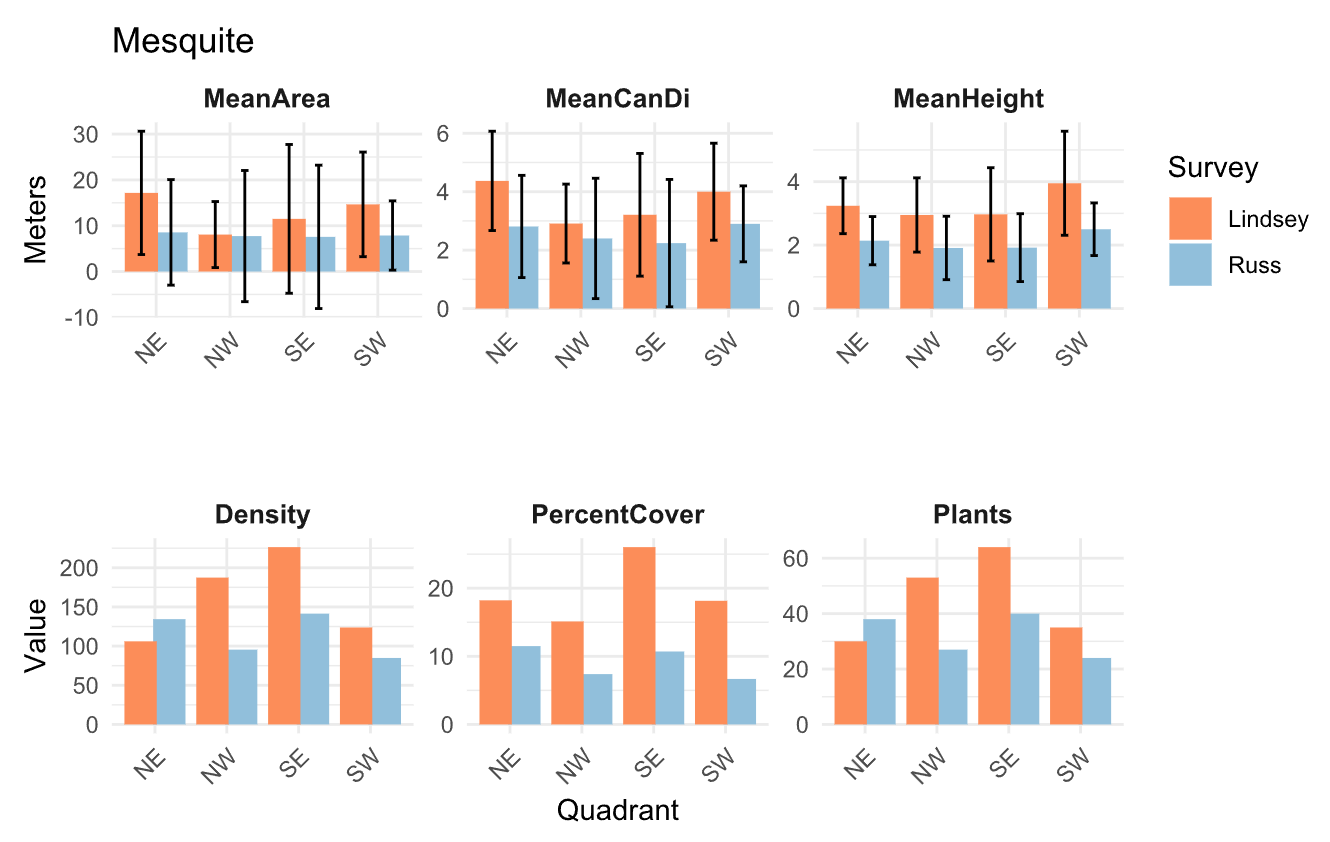 Mesquite
MeanArea MeanCanDi MeanHeight
Meters
30
20
10
0
-10
6
4
2
0
4
2
0
NE NW SE SW
NE NW SE SW
NE NW SE SW
Survey
Lindsey
Russ
Density PercentCover Plants
Value
200
150
100
50
0
20
10
0
60
40
20
0
NE NW SE SW
NE NW SE SW
NE NW SE SW
Quadrant